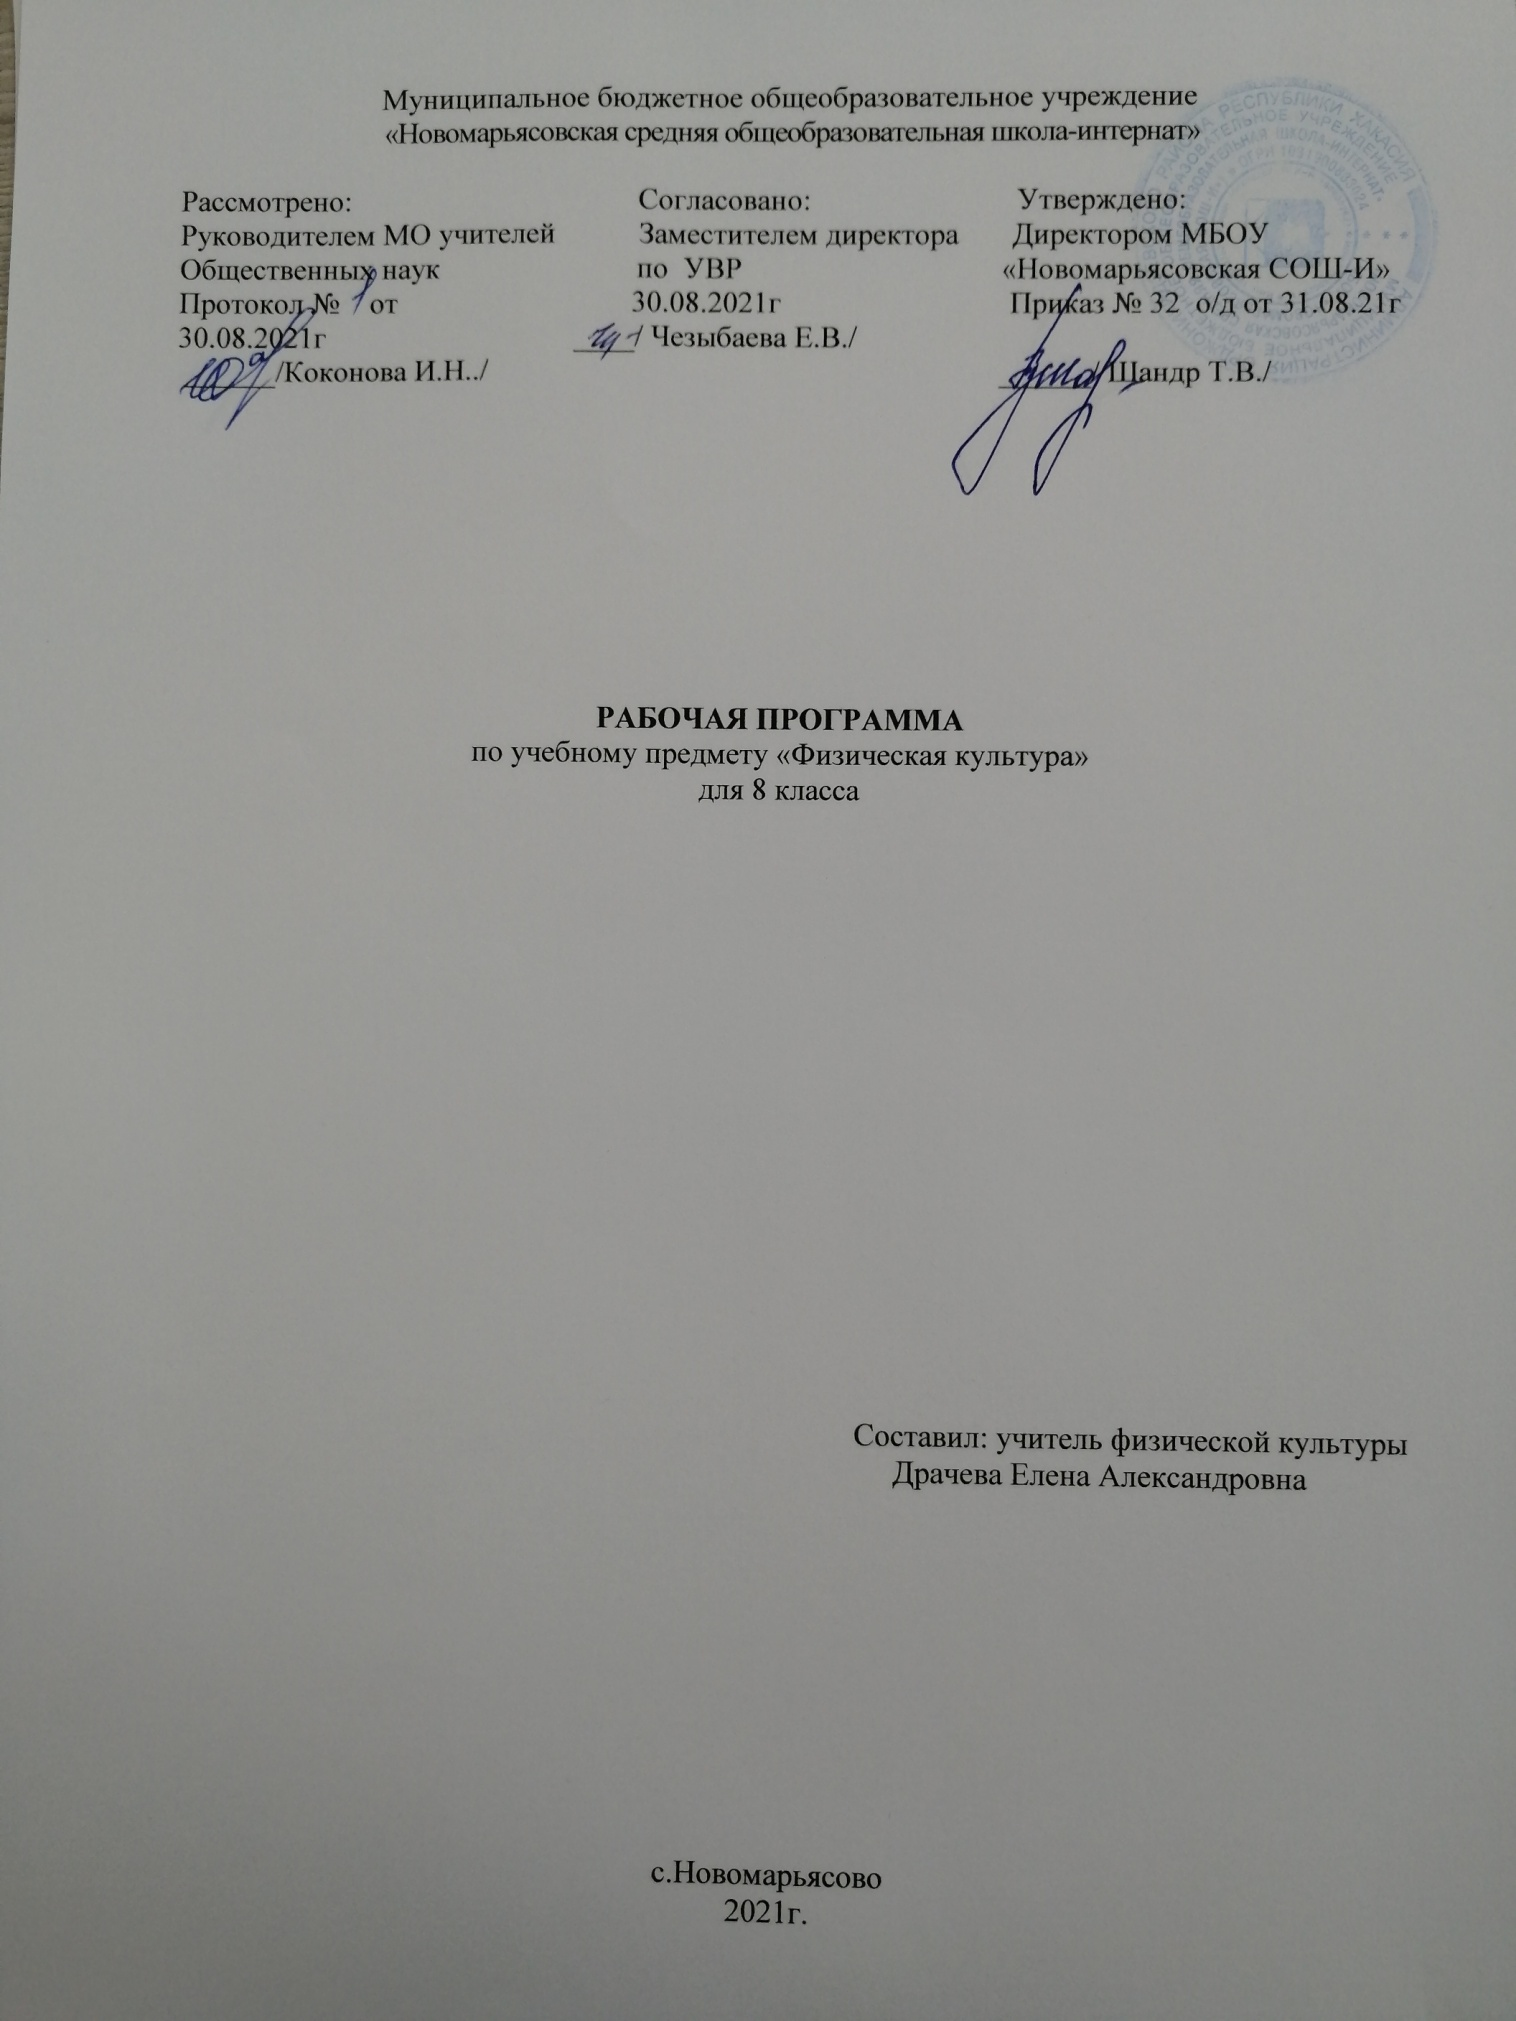 Муниципальное бюджетное общеобразовательное учреждение
«Новомарьясовская средняя общеобразовательная школа-интернат»
Рассмотрено:
Руководителем МО учителей
Общественных наук
Протокол № 1 от
30.08.2021г
/Коконова И.Н../
Согласовано:
Заместителем директора
по УВР
30.08.2021г
/ Чезыбаева Е.В./
Утверждено:
Директором МБОУ
«Новомарьясовская СОШ-И»
Приказ № 32 о/д от 31.08.21г
Шандр Т.В./
РАБОЧАЯ ПРОГРАММА
по учебному предмету «Физическая культура»
для 8 класса
Составил: учитель физической культуры
Драчева Елена Александровна
с.Новомарьясово
2021г.